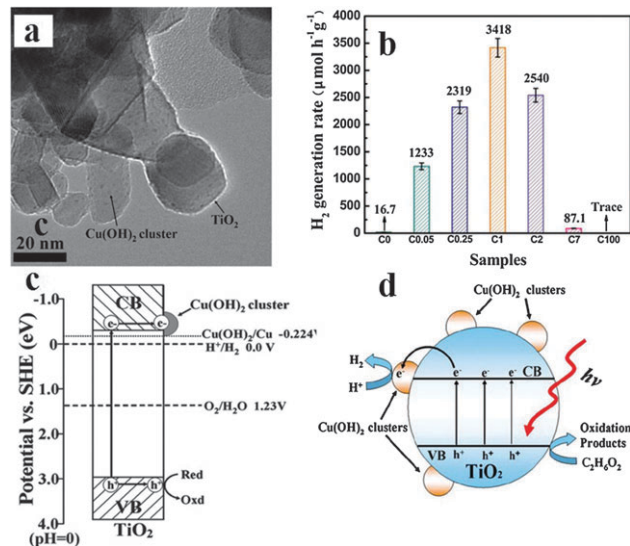 a
c
Cu(OH)2 cluster
TiO2
20 nm
b
H2 generation rate (μmol h-1g-1)
4000
3500
3000
2500
2000
1500
1000
500
0
16.7
1233
2319
3418
2540
87.1
Trace
C0
C0.05
C0.25
C1
C2
C7
C100
Samples
c
Potential vs. SHE (eV)
-1.0
0
1.0
2.0
3.0
4.0
(pH=0)
CB
e-
e-
Cu(OH)2 cluster
Cu(OH)2/Cu -0.224
H+/H2 0.0 V
O2/H2O 1.23V
h+
h+
Red
Oxd
VB
TiO2
d
Cu(OH)2 clusters
hν
H2
H+
e-
e-
e-
e-
CB
Cu(OH)2 clusters
VB
h+
h+
h+
TiO2
Oxidation
Products
C2H6O2